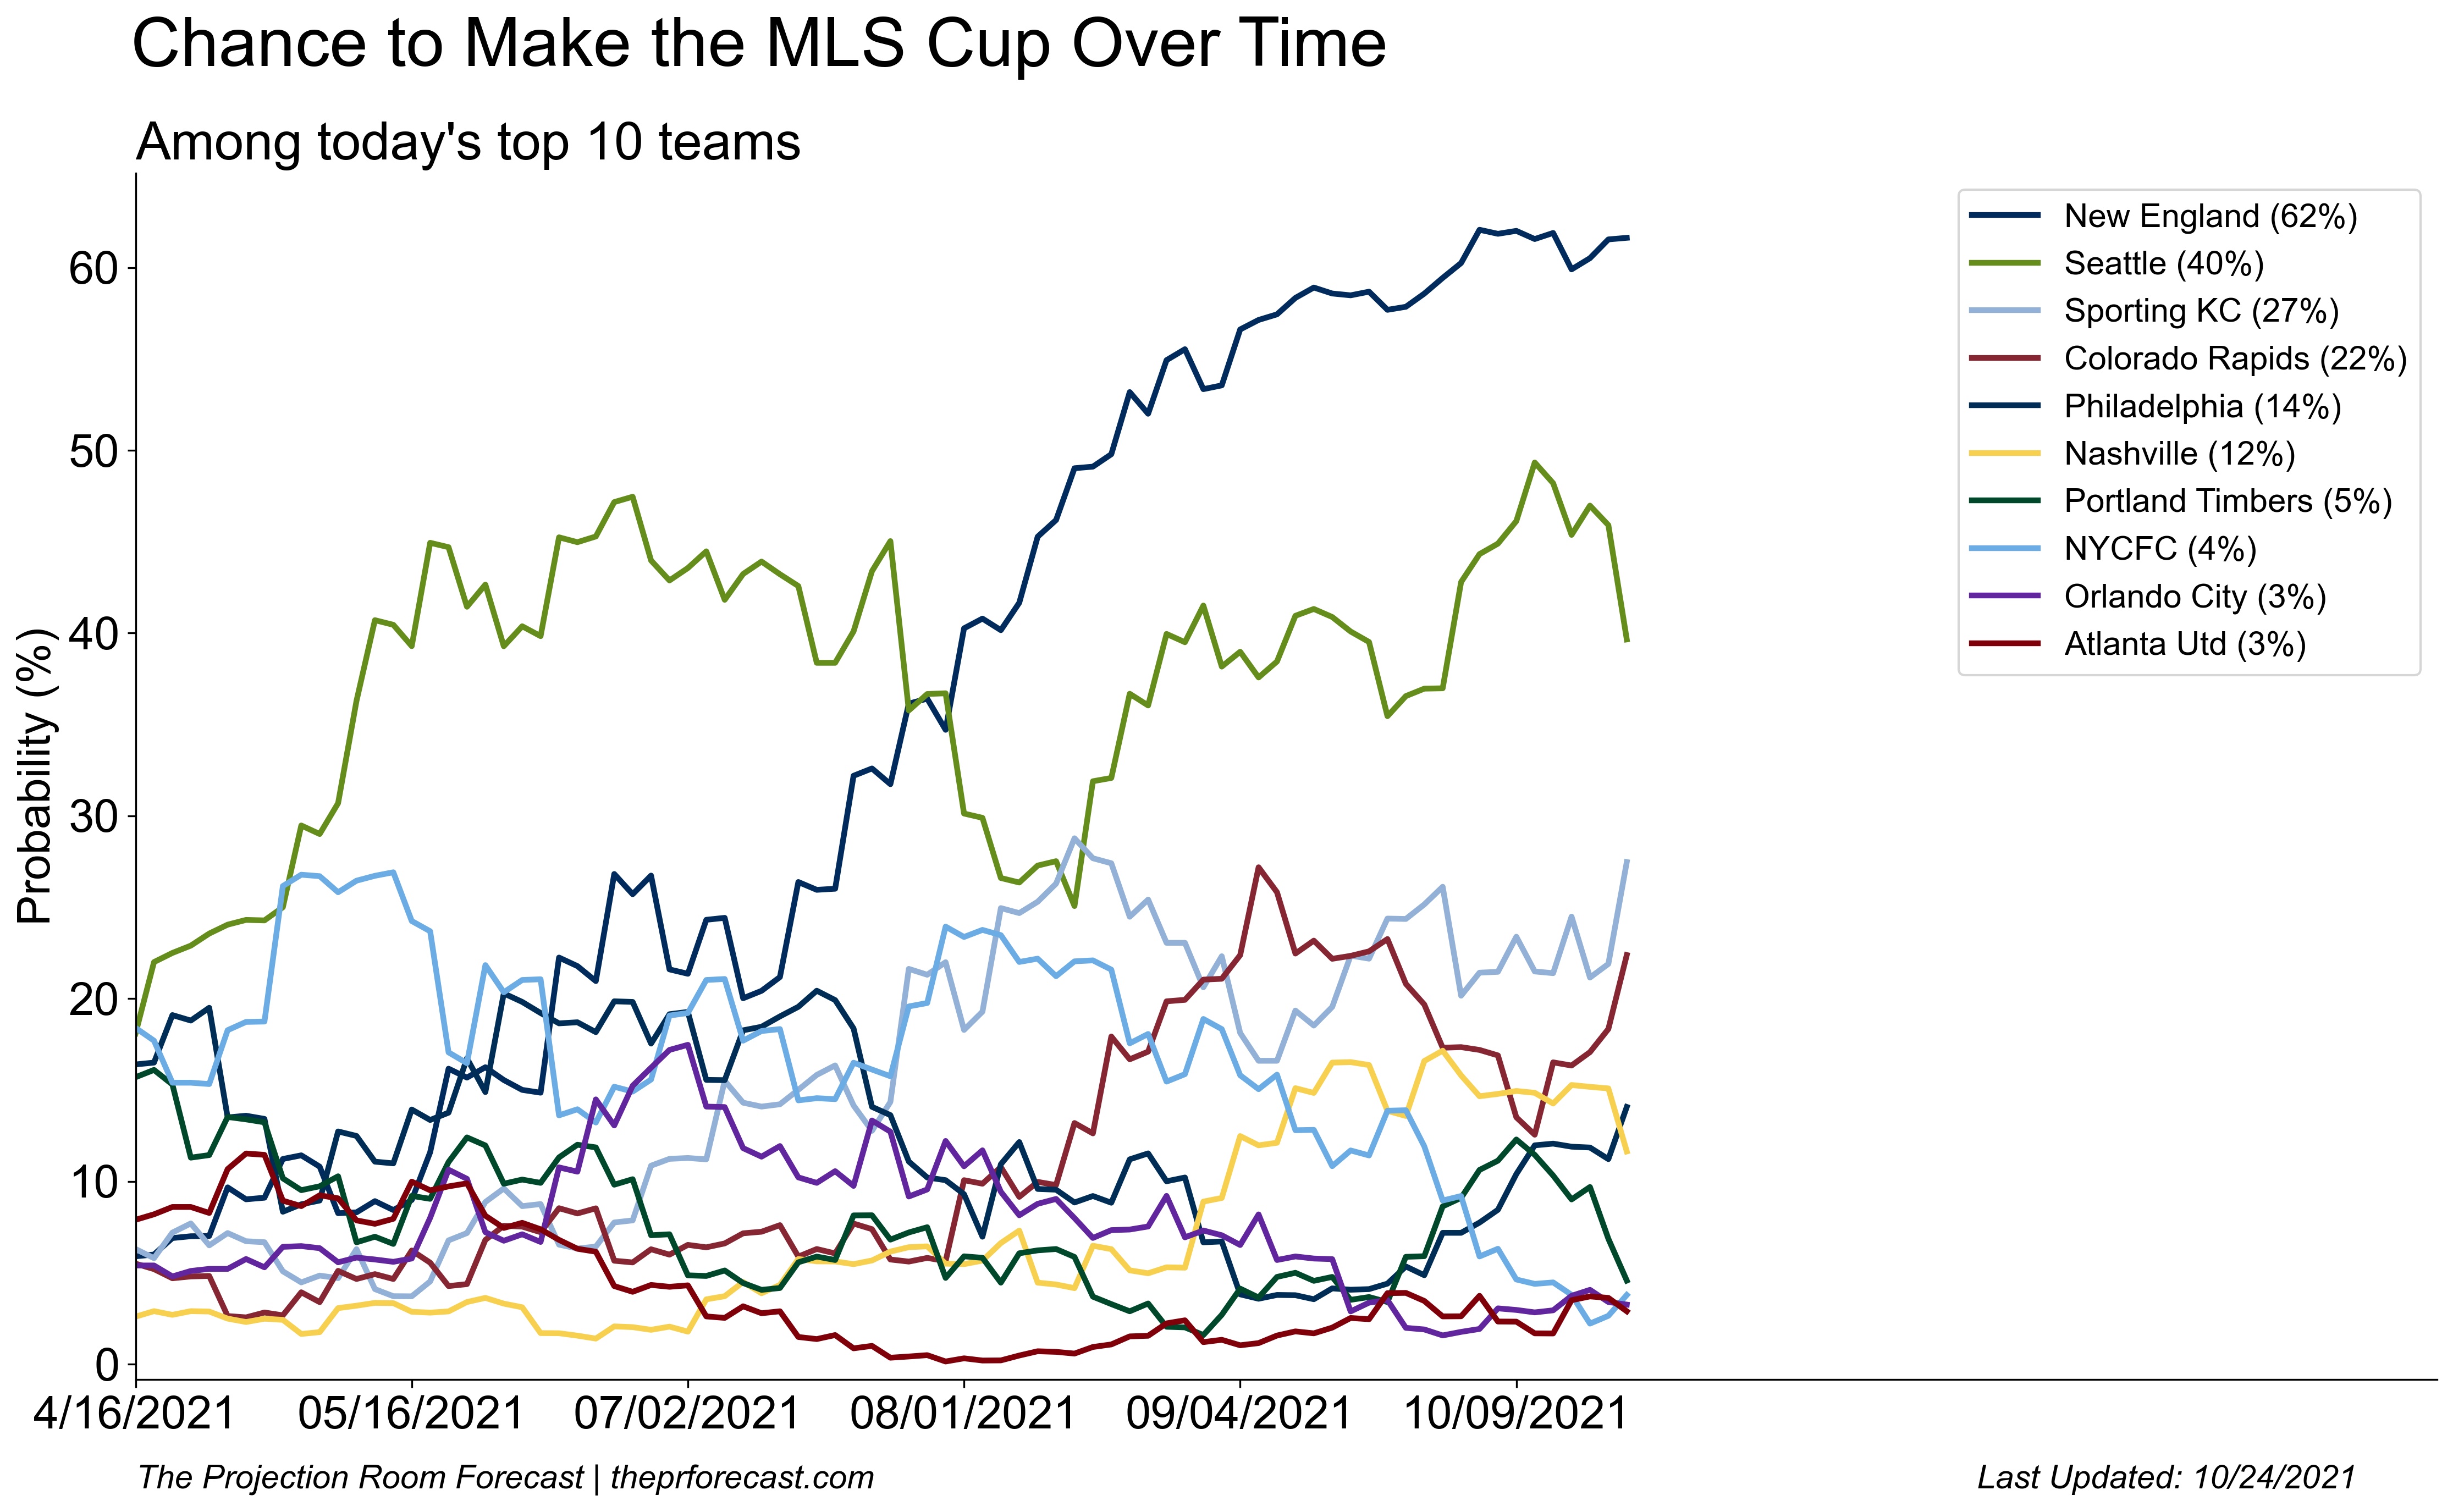 Chance to Make the MLS Cup Over Time
Among today's top 10 teams
New England (62%)
Seattle (40%)
Sporting KC (27%)
Colorado Rapids (22%)
Philadelphia (14%)
Nashville (12%)
Portland Timbers (5%)
NYCFC (4%)
Orlando City (3%)
Atlanta Utd (3%)
Probability (%)
60
50
40
30
20
10
0
4/16/2021 05/16/2021 07/02/2021 08/01/2021 09/04/2021 10/09/2021
The Projection Room Forecast | theprforecast.com
Last Updated: 10/24/2021